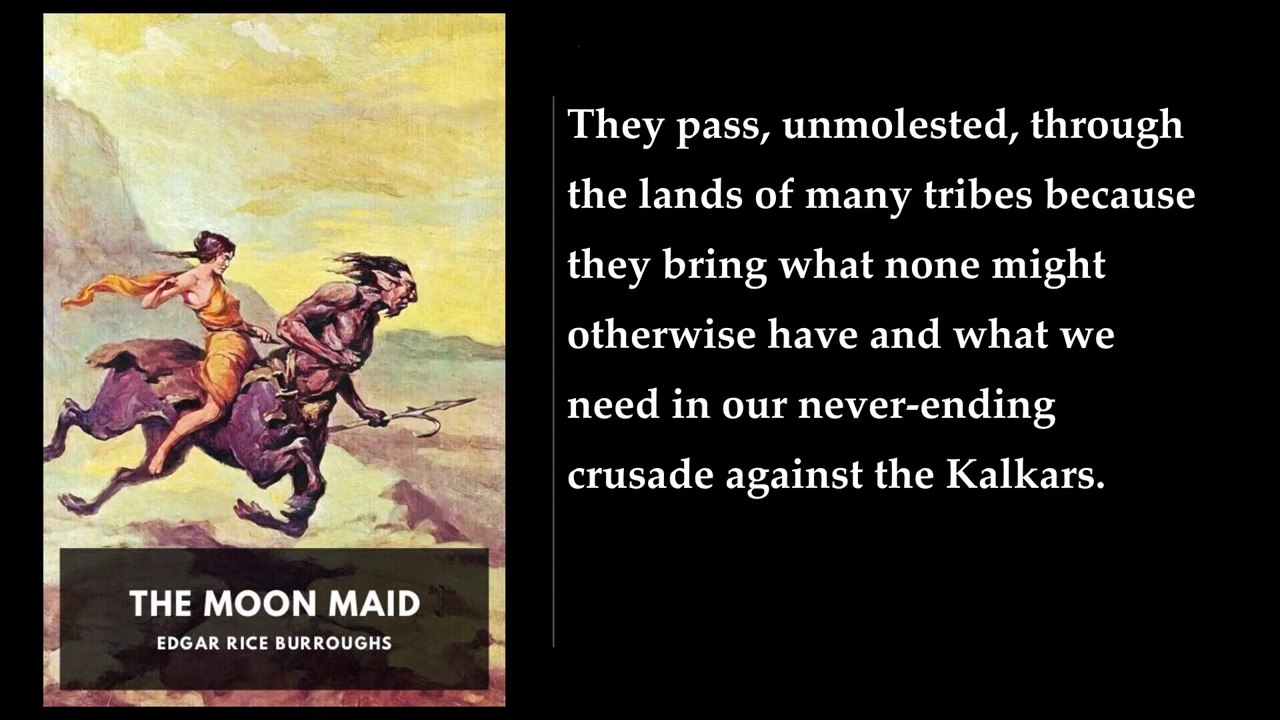 THE MOON MAID
EDGAR RICE BURROUGHS
They pass, unmolested, through
the lands of many tribes because
they bring what none might
otherwise have and what we
need in our never-ending
crusade against the Kalkars.